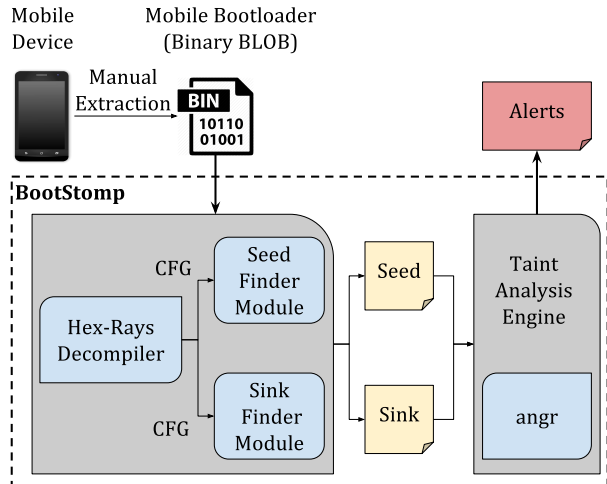 Mobile
Device
Mobile Bootloader
(Binary BLOB)
Manual
Extraction
BIN
10110
01001
Alerts
BootStomp
Hex-Rays
Decompiler
CFG
CFG
Seed
Finder
Module
Sink
Finder
Module
Seed
Sink
Taint
Analysis
Engine
angr